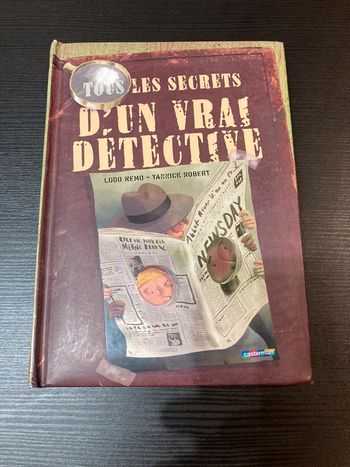 TOUS LES SECRETS
D'UN VRAI
DÉTECTIVE
LUDO NEMO - YANNICK ROBERT
NEWSDAY
casterman